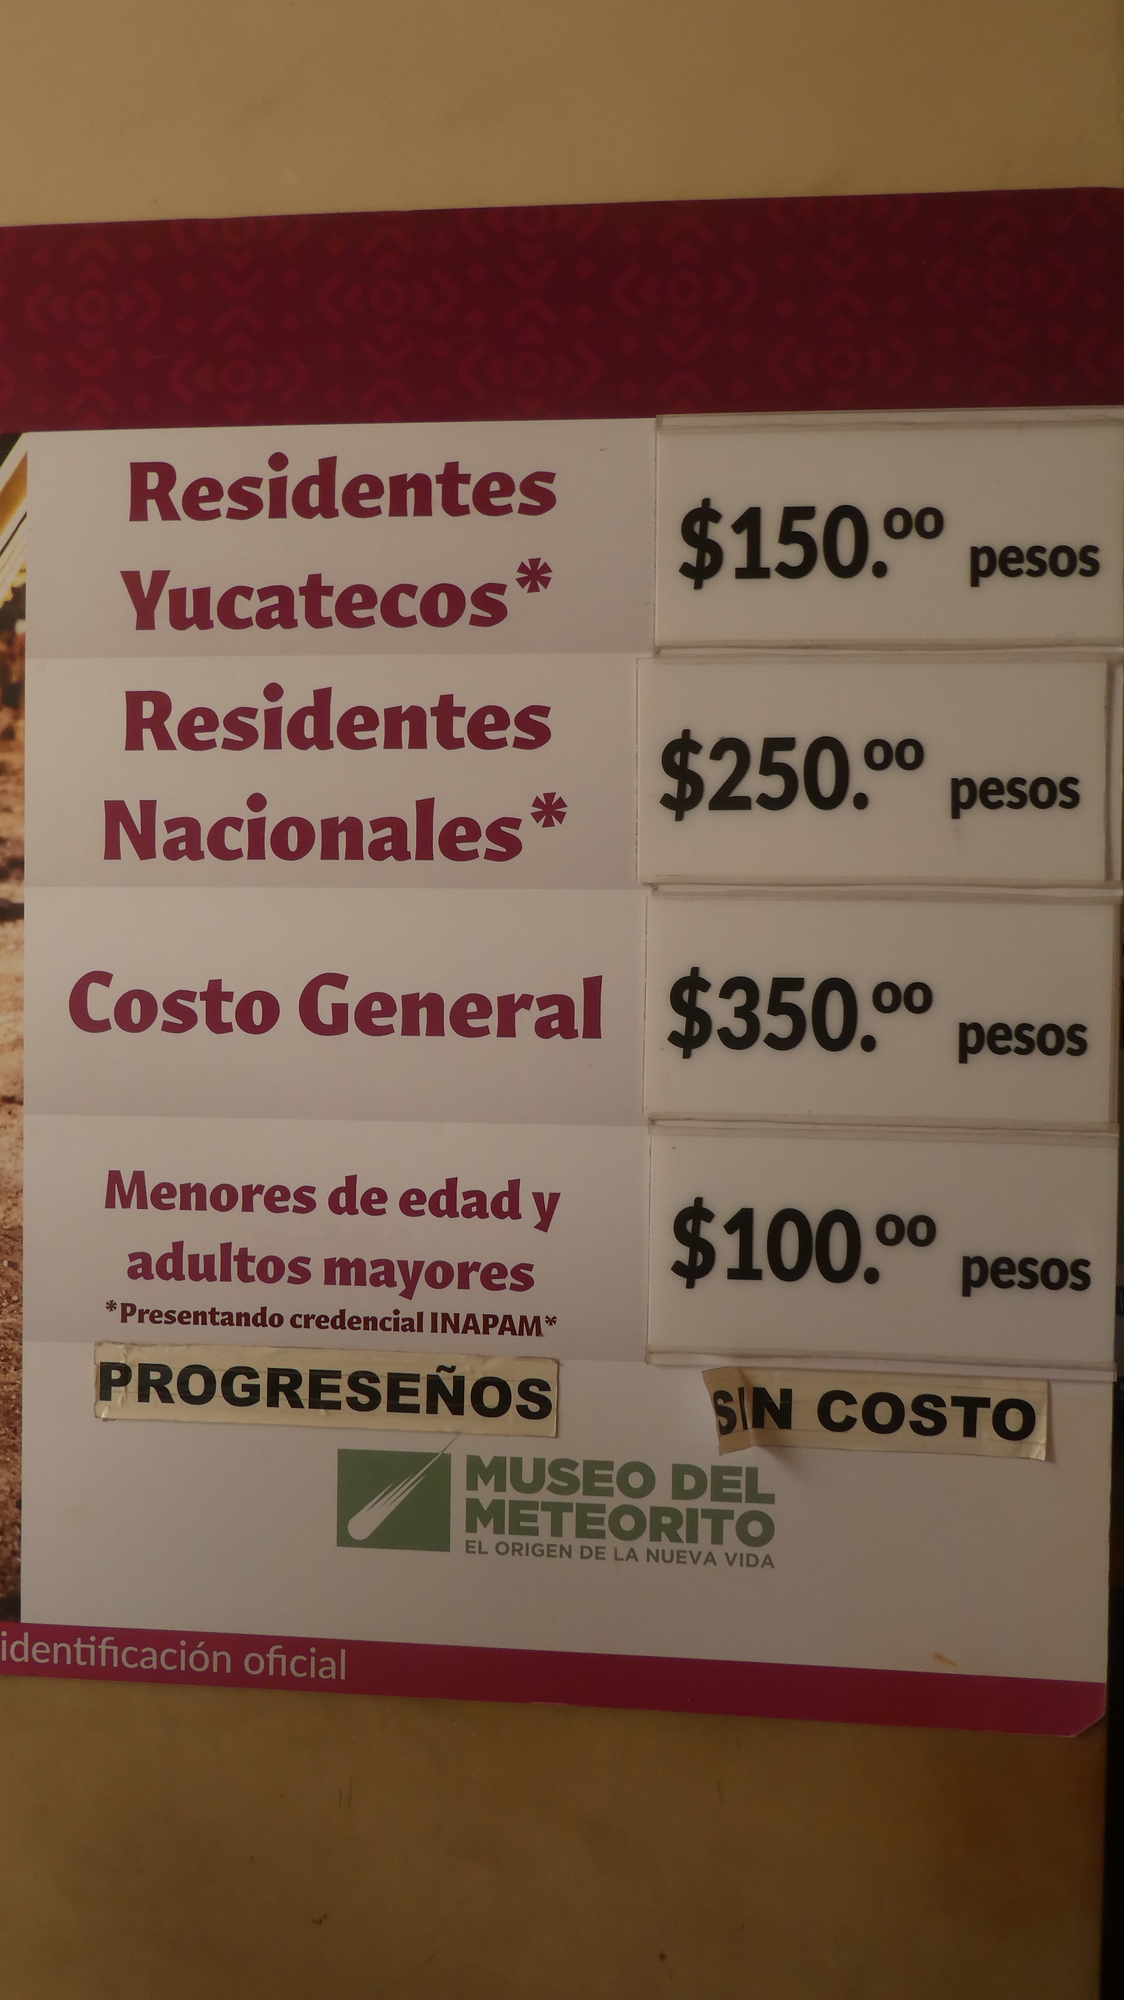 Residentes
Yucatecos*
$150.00 pesos
Residentes
Nacionales*
$250.00 pesos
Costo General
$350.00 pesos
Menores de edad y
adultos mayores
*Presentando credencial INAPAM*
$100.00 pesos
PROGRESEÑOS
SIN COSTO
MUSEO DEL
METEORITO
EL ORIGEN DE LA NUEVA VIDA
identificación oficial